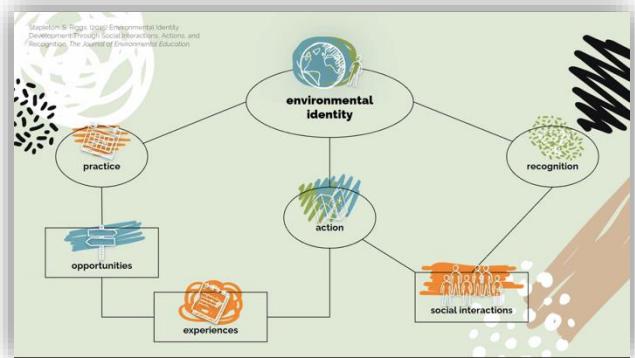 Stapleton, S. Riggs. (2015). Environmental Identity
Development Through Social Interactions, Actions, and
Recognition. The Journal of Environmental Education.
environmental
identity
practice
recognition
action
opportunities
experiences
social interactions